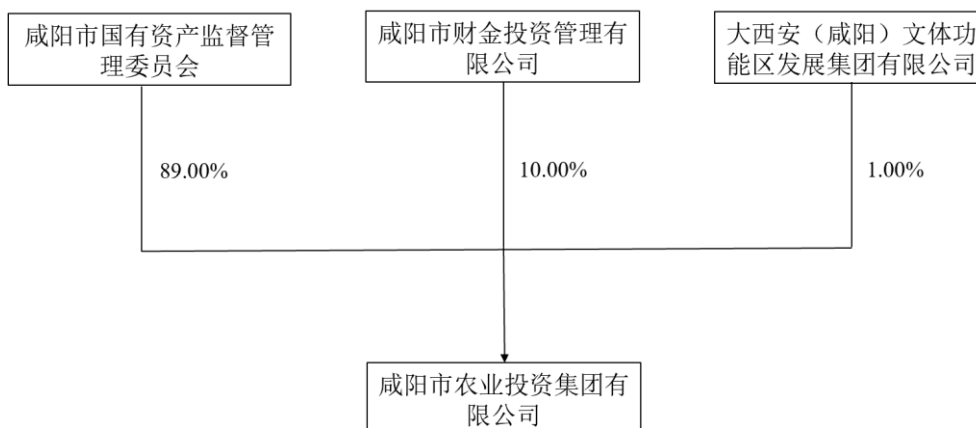 咸阳市国有资产监督管
理委员会
咸阳市财金投资管理有
限公司
大西安（咸阳）文体功
能区发展集团有限公司
89.00%
10.00%
1.00%
咸阳市农业投资集团有
限公司